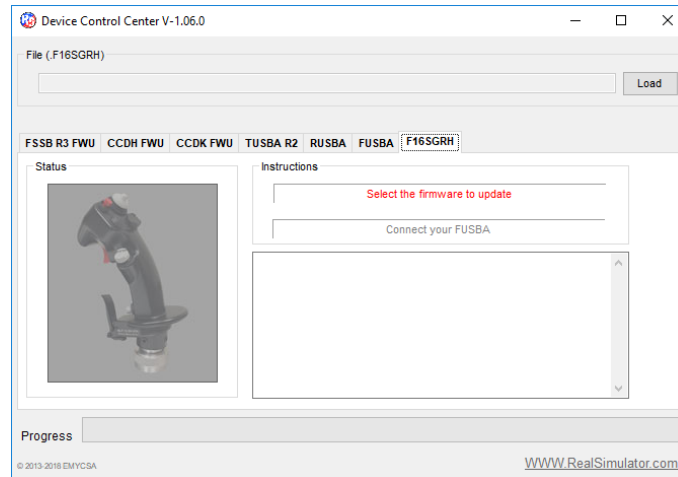 Device Control Center V-1.06.0
File (.F16SGRH)
Load
FSSB R3 FWU CCDH FWU CCDK FWU TUSBA R2 RUSBA FUSBA F16SGRH
Status
Instructions
Select the firmware to update
Connect your FUSBA
Progress
© 2013-2018 EMYCSA
WWW.RealSimulator.com